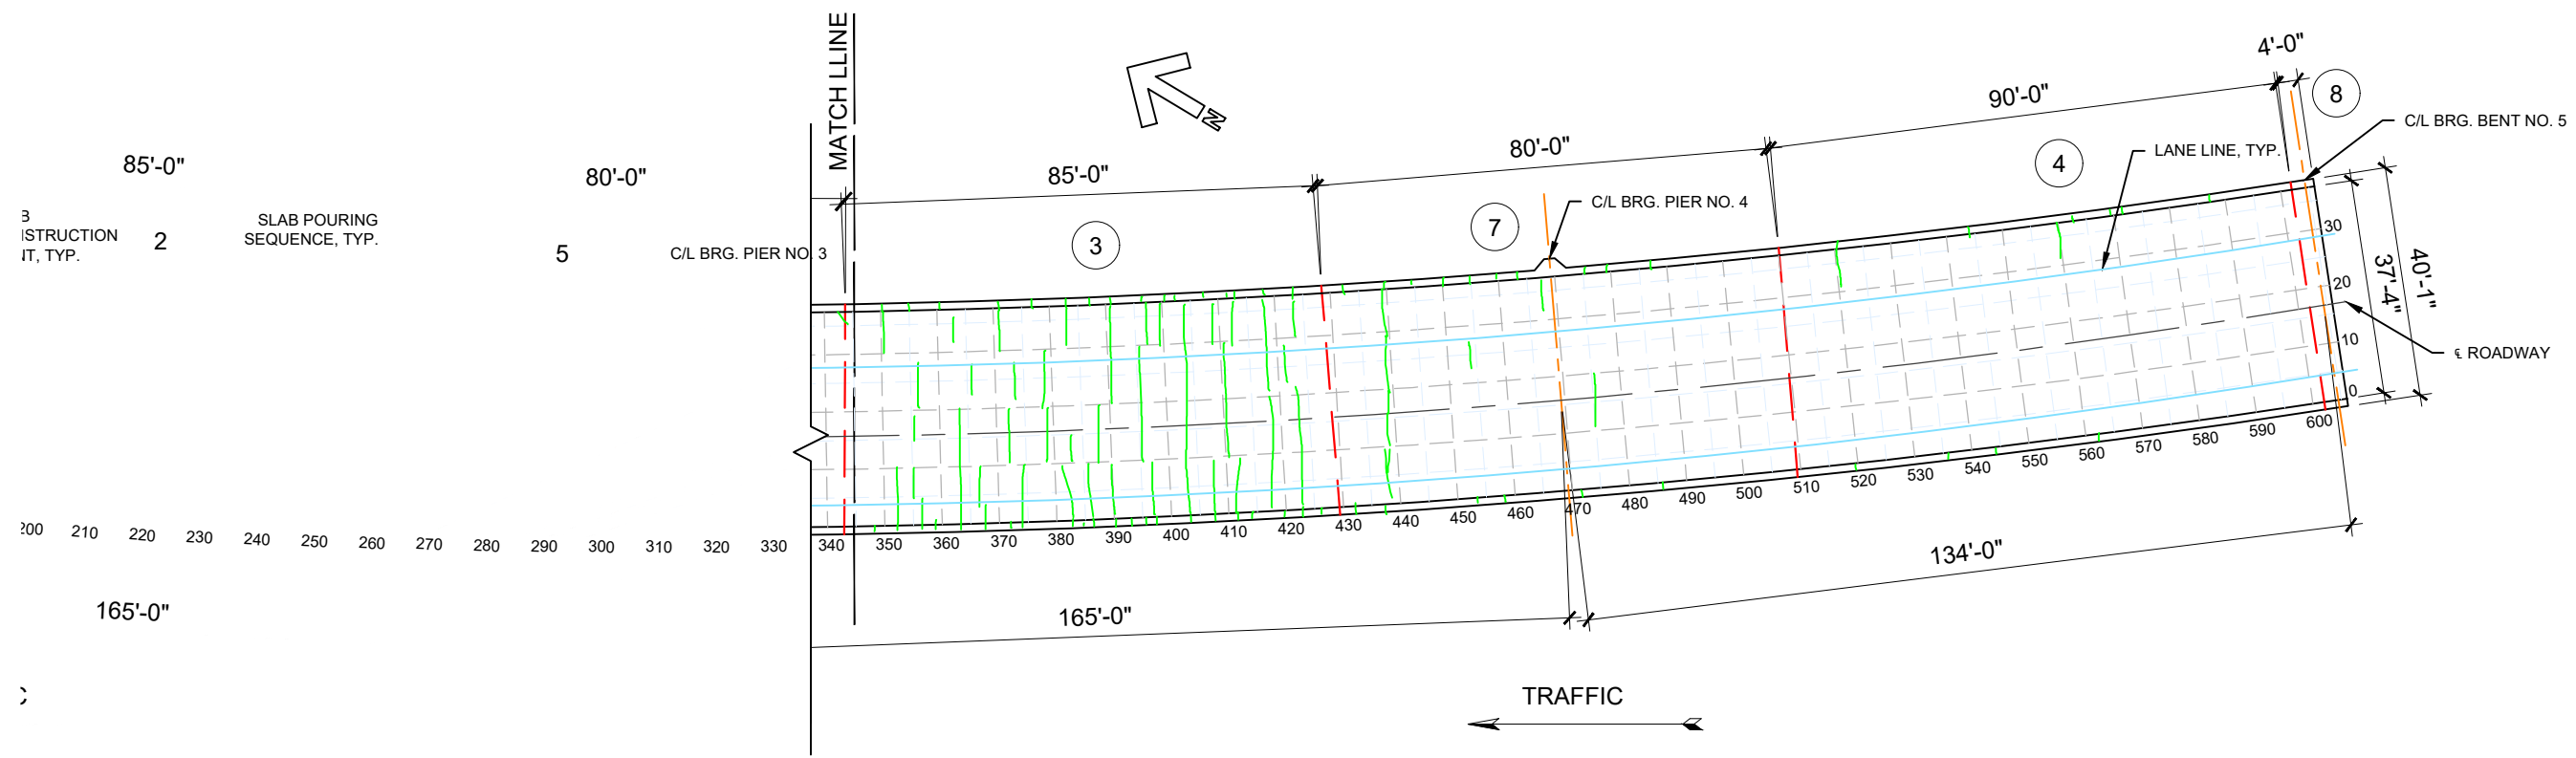 4'-0"
8
C/L BRG. BENT NO. 5
90'-0"
MATCH LLINE
N
80'-0"
LANE LINE, TYP.
4
85'-0"
80'-0"
85'-0"
C/L BRG. PIER NO. 4
7
3
SLAB POURING
SEQUENCE, TYP.
2
5
C/L BRG. PIER NO. 3
B
ISTRUCTION
NT, TYP.
30
20
10
0
37'-4"
40'-1"
℄ ROADWAY
200 210 220 230 240 250 260 270 280 290 300 310 320 330 340 350 360 370 380 390 400 410 420 430 440 450 460 470 480 490 500 510 520 530 540 550 560 570 580 590 600
134'-0"
165'-0"
165'-0"
TRAFFIC